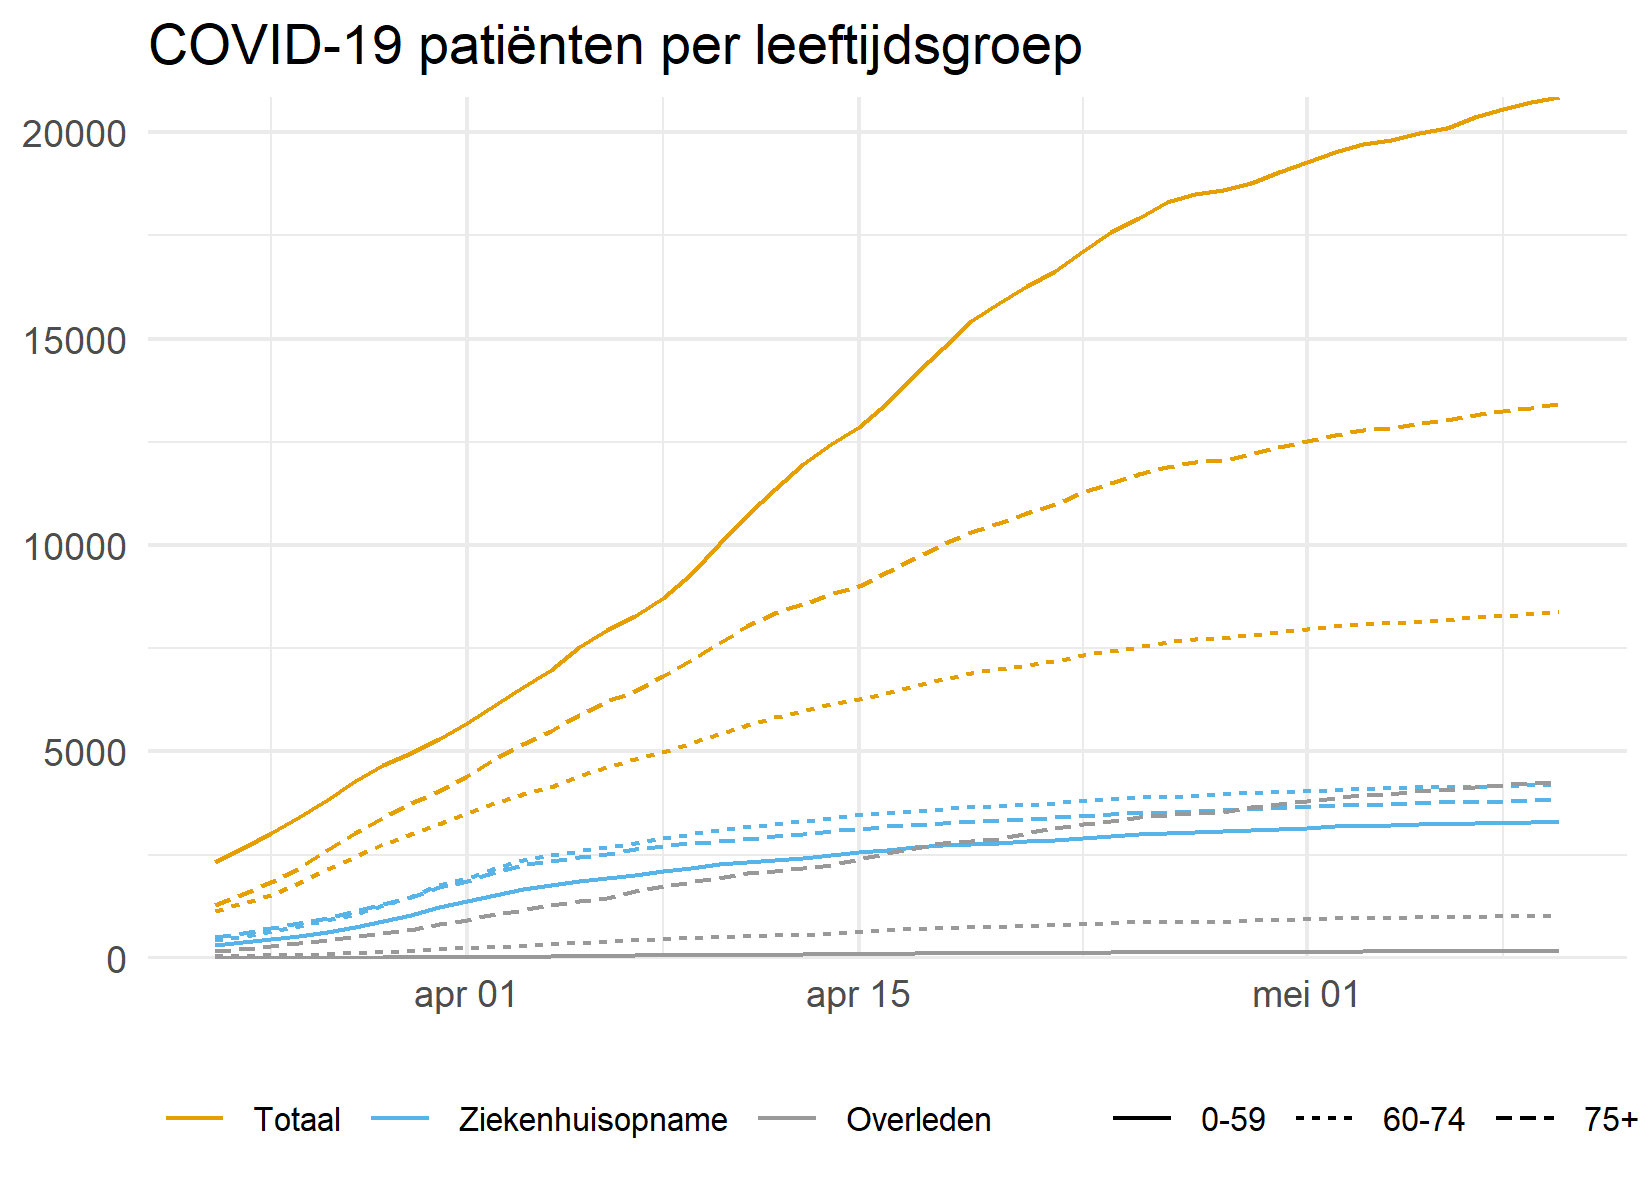 COVID-19 patiënten per leeftijdsgroep
20000
15000
10000
5000
0
apr 01 apr 15 mei 01
Totaal Ziekenhuisopname Overleden 0-59 60-74 75+